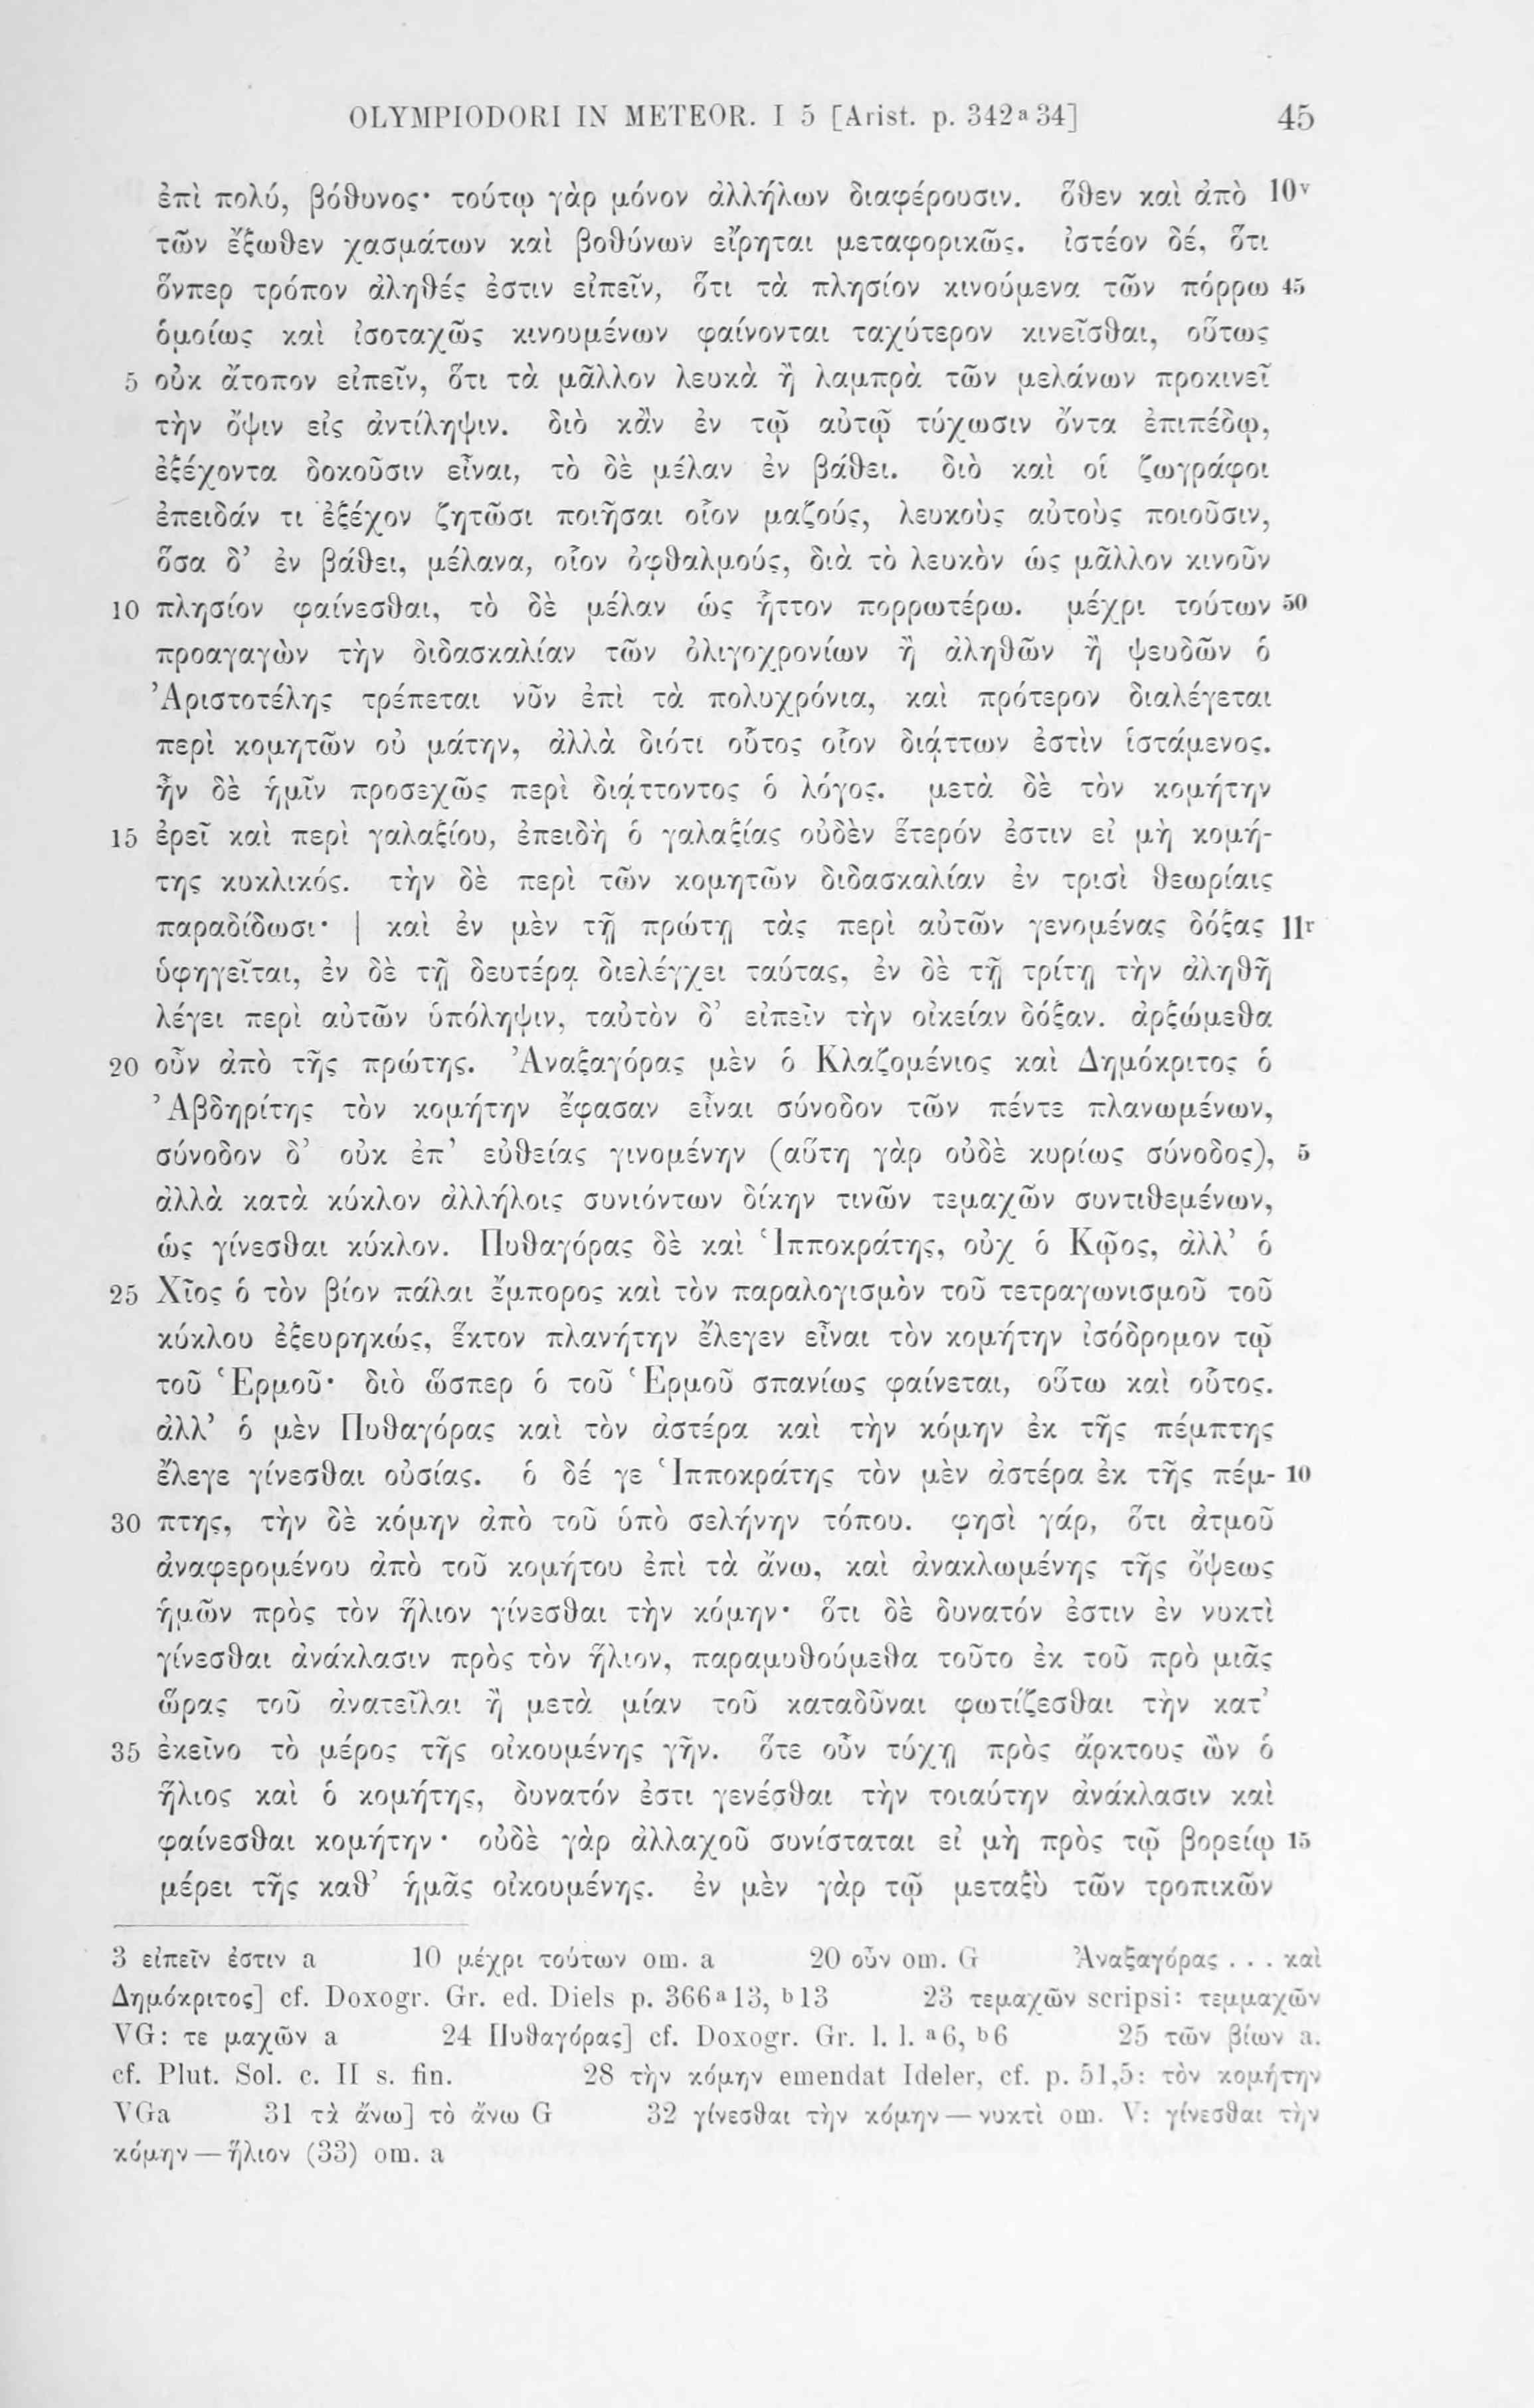 OLYMPIODORI IN METEOR. I 5 [Arist. p. 342ᵃ 34] 45
ἐπὶ πολύ, βόθυνος· τούτῳ γὰρ μόνον ἀλλήλων διαφέρουσιν. ὅθεν καὶ ἀπὸ 10ᵛ
τῶν ἔξωθεν χασμάτων καὶ βοθύνων εἴρηται μεταφορικῶς. ἰστέον δέ, ὅτι
ὅνπερ τρόπον ἀληθές ἐστιν εἰπεῖν, ὅτι τὰ πλησίον κινούμενα τῶν πόρρω 45
ὁμοίως καὶ ἰσοταχῶς κινουμένων φαίνονται ταχύτερον κινεῖσθαι, οὕτως
5 οὐκ ἄτοπον εἰπεῖν, ὅτι τὰ μᾶλλον λευκὰ ἢ λαμπρὰ τῶν μελάνων προκινεῖ
τὴν ὄψιν εἰς ἀντίληψιν. διὸ κἂν ἐν τῷ αὐτῷ τύχωσιν ὄντα ἐπιπέδῳ,
ἐξέχοντα δοκοῦσιν εἶναι, τὸ δὲ μέλαν ἐν βάθει. διὸ καὶ οἱ ζωγράφοι
ἐπειδάν τι ἐξέχον ζητῶσι ποιῆσαι οἷον μαζούς, λευκοὺς αὐτοὺς ποιοῦσιν,
ὅσα δ’ ἐν βάθει, μέλανα, οἷον ὀφθαλμούς, διὰ τὸ λευκὸν ὡς μᾶλλον κινοῦν
10 πλησίον φαίνεσθαι, τὸ δὲ μέλαν ὡς ἧττον πορρωτέρω. μέχρι τούτων 50
προαγαγὼν τὴν διδασκαλίαν τῶν ὀλιγοχρονίων ἢ ἀληθῶν ἢ ψευδῶν ὁ
Ἀριστοτέλης τρέπεται νῦν ἐπὶ τὰ πολυχρόνια, καὶ πρότερον διαλέγεται
περὶ κομητῶν οὐ μάτην, ἀλλὰ διότι οὗτος οἷον διᾴττων ἐστὶν ἱστάμενος.
ἦν δὲ ἡμῖν προσεχῶς περὶ διᾴττοντος ὁ λόγος. μετὰ δὲ τὸν κομήτην
15 ἐρεῖ καὶ περὶ γαλαξίου, ἐπειδὴ ὁ γαλαξίας οὐδὲν ἕτερόν ἐστιν εἰ μὴ κομή-
της κυκλικός. τὴν δὲ περὶ τῶν κομητῶν διδασκαλίαν ἐν τρισὶ θεωρίαις
παραδίδωσι· | καὶ ἐν μὲν τῇ πρώτῃ τὰς περὶ αὐτῶν γενομένας δόξας 11ʳ
ὑφηγεῖται, ἐν δὲ τῇ δευτέρᾳ διελέγχει ταύτας, ἐν δὲ τῇ τρίτῃ τὴν ἀληθῆ
λέγει περὶ αὐτῶν ὑπόληψιν, ταὐτὸν δ’ εἰπεῖν τὴν οἰκείαν δόξαν. ἀρξώμεθα
20 οὖν ἀπὸ τῆς πρώτης. Ἀναξαγόρας μὲν ὁ Κλαζομένιος καὶ Δημόκριτος ὁ
Ἀβδηρίτης τὸν κομήτην ἔφασαν εἶναι σύνοδον τῶν πέντε πλανωμένων,
σύνοδον δ’ οὐκ ἐπ’ εὐθείας γινομένην (αὕτη γὰρ οὐδὲ κυρίως σύνοδος), 5
ἀλλὰ κατὰ κύκλον ἀλλήλοις συνιόντων δίκην τινῶν τεμαχῶν συντιθεμένων,
ὡς γίνεσθαι κύκλον. Πυθαγόρας δὲ καὶ Ἱπποκράτης, οὐχ ὁ Κῷος, ἀλλ’ ὁ
25 Χῖος ὁ τὸν βίον πάλαι ἔμπορος καὶ τὸν παραλογισμὸν τοῦ τετραγωνισμοῦ τοῦ
κύκλου ἐξευρηκώς, ἕκτον πλανήτην ἔλεγεν εἶναι τὸν κομήτην ἰσόδρομον τῷ
τοῦ Ἑρμοῦ· διὸ ὥσπερ ὁ τοῦ Ἑρμοῦ σπανίως φαίνεται, οὕτω καὶ οὗτος.
ἀλλ’ ὁ μὲν Πυθαγόρας καὶ τὸν ἀστέρα καὶ τὴν κόμην ἐκ τῆς πέμπτης
ἔλεγε γίνεσθαι οὐσίας. ὁ δέ γε Ἱπποκράτης τὸν μὲν ἀστέρα ἐκ τῆς πέμ- 10
30 πτης, τὴν δὲ κόμην ἀπὸ τοῦ ὑπὸ σελήνην τόπου. φησὶ γάρ, ὅτι ἀτμοῦ
ἀναφερομένου ἀπὸ τοῦ κομήτου ἐπὶ τὰ ἄνω, καὶ ἀνακλωμένης τῆς ὄψεως
ἡμῶν πρὸς τὸν ἥλιον γίνεσθαι τὴν κόμην· ὅτι δὲ δυνατόν ἐστιν ἐν νυκτὶ
γίνεσθαι ἀνάκλασιν πρὸς τὸν ἥλιον, παραμυθούμεθα τοῦτο ἐκ τοῦ πρὸ μιᾶς
ὥρας τοῦ ἀνατεῖλαι ἢ μετὰ μίαν τοῦ καταδῦναι φωτίζεσθαι τὴν κατ’
35 ἐκεῖνο τὸ μέρος τῆς οἰκουμένης γῆν. ὅτε οὖν τύχῃ πρὸς ἄρκτους ὢν ὁ
ἥλιος καὶ ὁ κομήτης, δυνατόν ἐστι γενέσθαι τὴν τοιαύτην ἀνάκλασιν καὶ
φαίνεσθαι κομήτην· οὐδὲ γὰρ ἀλλαχοῦ συνίσταται εἰ μὴ πρὸς τῷ βορείῳ 15
μέρει τῆς καθ’ ἡμᾶς οἰκουμένης. ἐν μὲν γὰρ τῷ μεταξὺ τῶν τροπικῶν
3 εἰπεῖν ἐστιν a 10 μέχρι τούτων om. a 20 οὖν om. G Ἀναξαγόρας . . . καὶ
Δημόκριτος] cf. Doxogr. Gr. ed. Diels p. 366ᵃ 13, ᵇ 13 23 τεμαχῶν scripsi: τεμμαχῶν
VG: τε μαχῶν a 24 Πυθαγόρας] cf. Doxogr. Gr. l. l. ᵃ 6, ᵇ 6 25 τῶν βίων a.
cf. Plut. Sol. c. II s. fin. 28 τὴν κόμην emendat Ideler, cf. p. 51,5: τὸν κομήτην
VGa 31 τὰ ἄνω] τὸ ἄνω G 32 γίνεσθαι τὴν κόμην — νυκτὶ om. V: γίνεσθαι τὴν
κόμην — ἥλιον (33) om. a